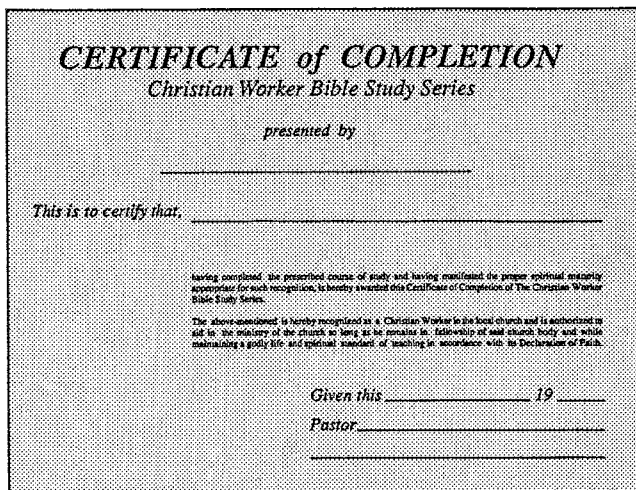 CERTIFICATE of COMPLETION
Christian Worker Bible Study Series
presented by
This is to certify that,
having completed the prescribed course of study and having manifested the proper spiritual maturity
appropriate for such recognition, is hereby awarded this Certificate of Completion of The Christian Worker
Bible Study Series.
The above-mentioned is hereby recognized as a Christian Worker in the local church and is authorized to
aid in the ministry of the church so long as he remains in fellowship of said church body and while
maintaining a godly life and spiritual standard of teaching in accordance with its Declaration of Faith.
Given this 19
Pastor